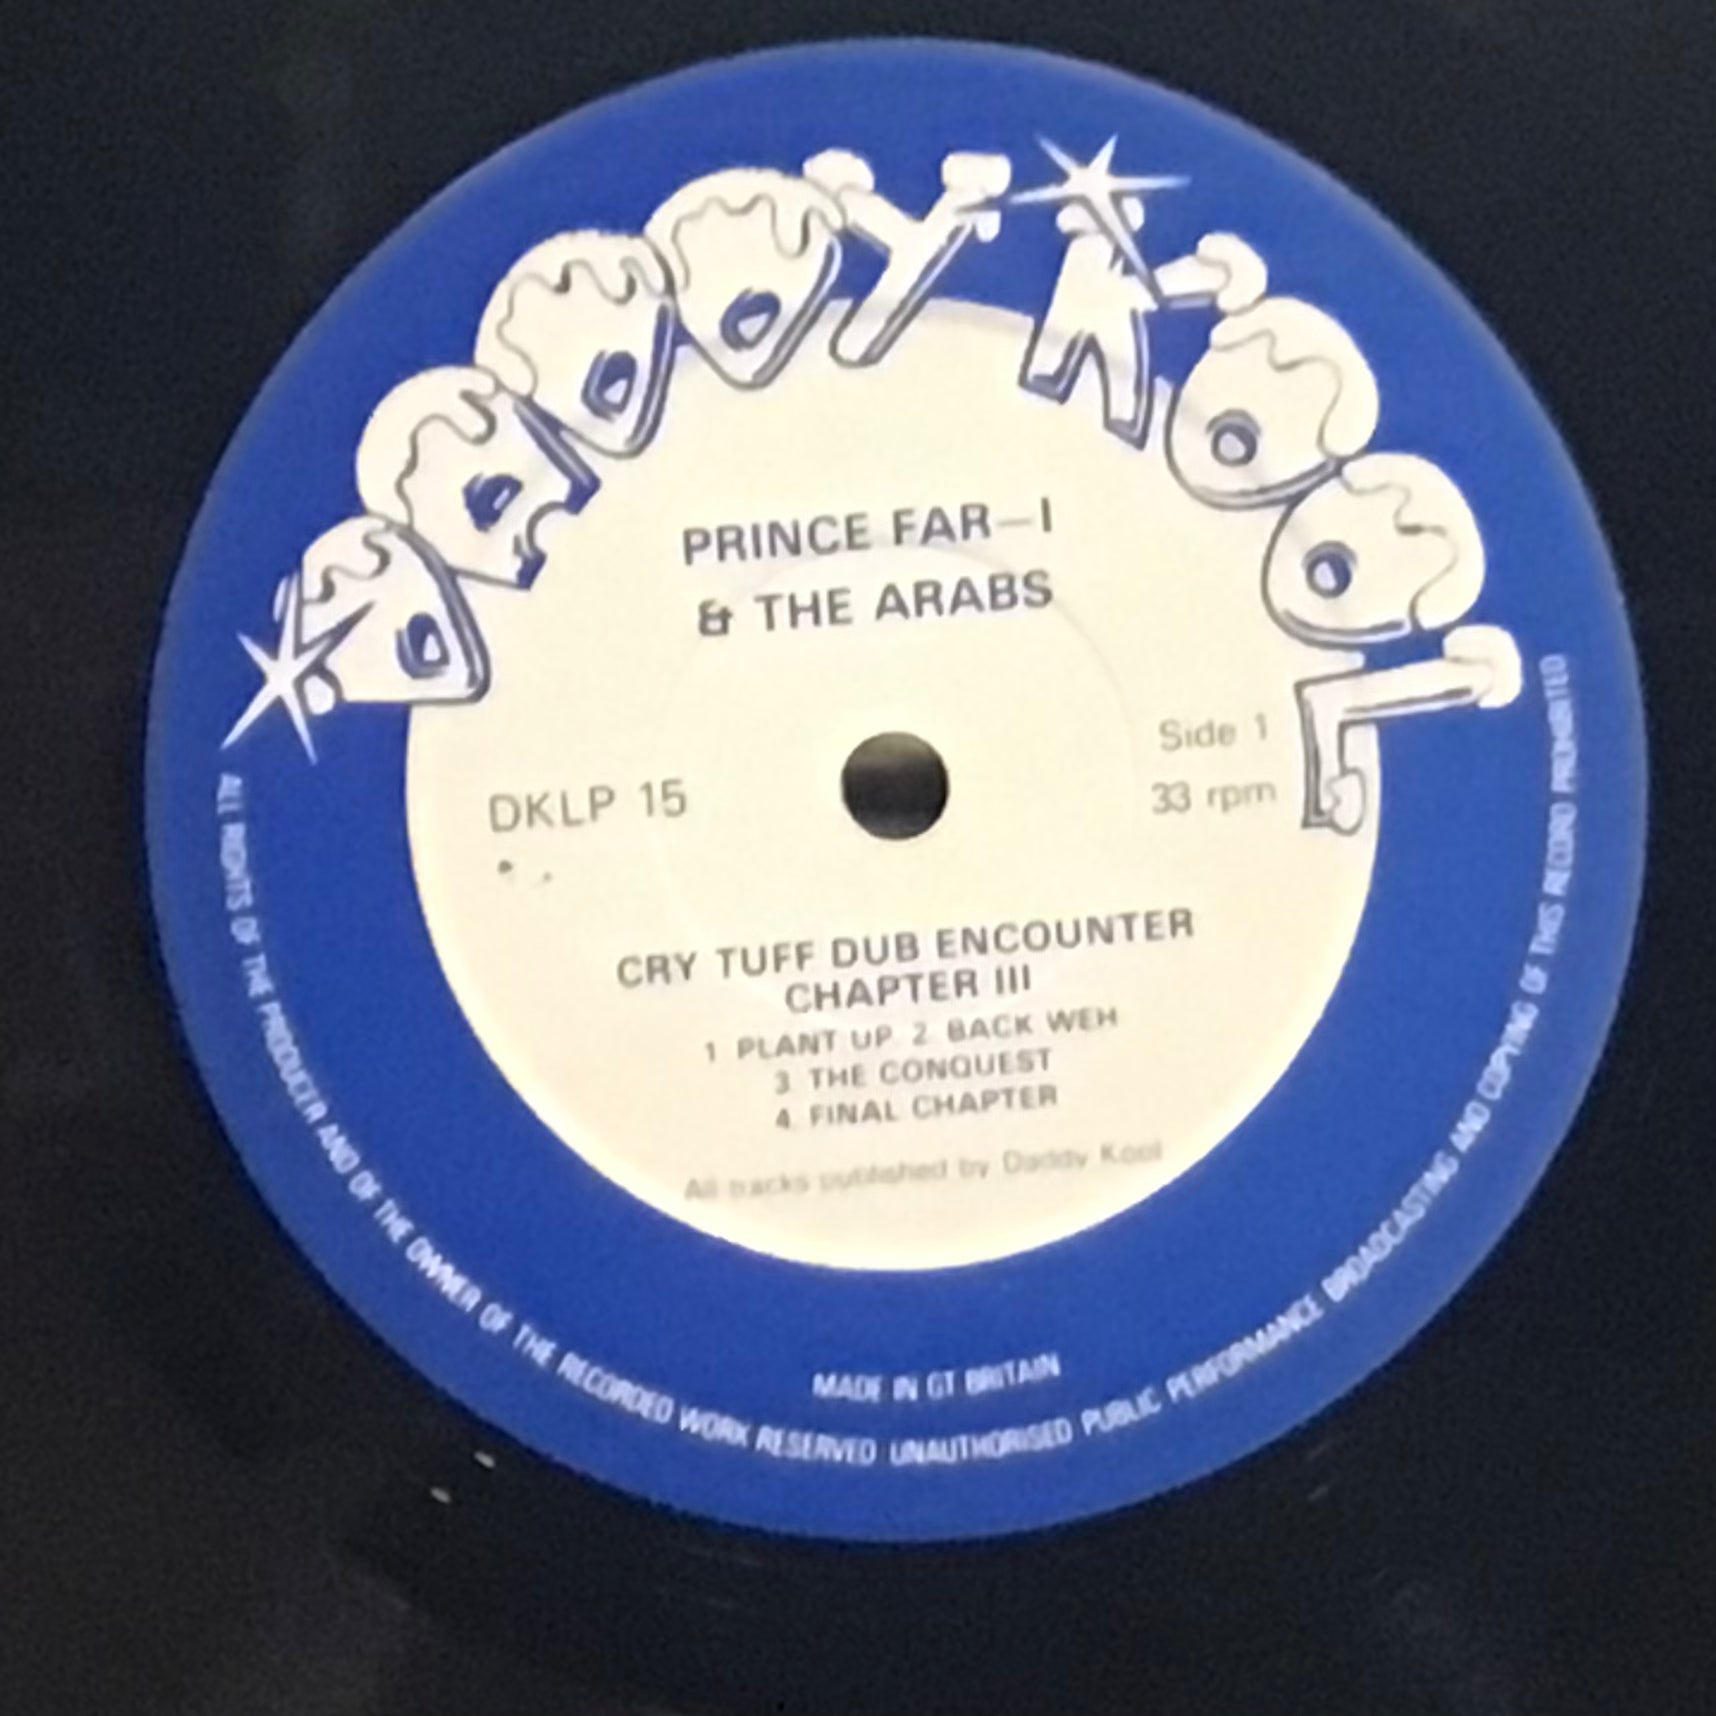 DADDY KOOL
PRINCE FAR-I
& THE ARABS
Side 1
DKLP 15
33 rpm
CRY TUFF DUB ENCOUNTER
CHAPTER III
1 PLANT UP 2 BACK WEH
3 THE CONQUEST
4 FINAL CHAPTER
All tracks published by Daddy Kool
MADE IN GT BRITAIN
ALL RIGHTS OF THE PRODUCER AND OF THE OWNER OF THE RECORDED WORK RESERVED UNAUTHORISED PUBLIC PERFORMANCE BROADCASTING AND COPYING OF THIS RECORD PROHIBITED